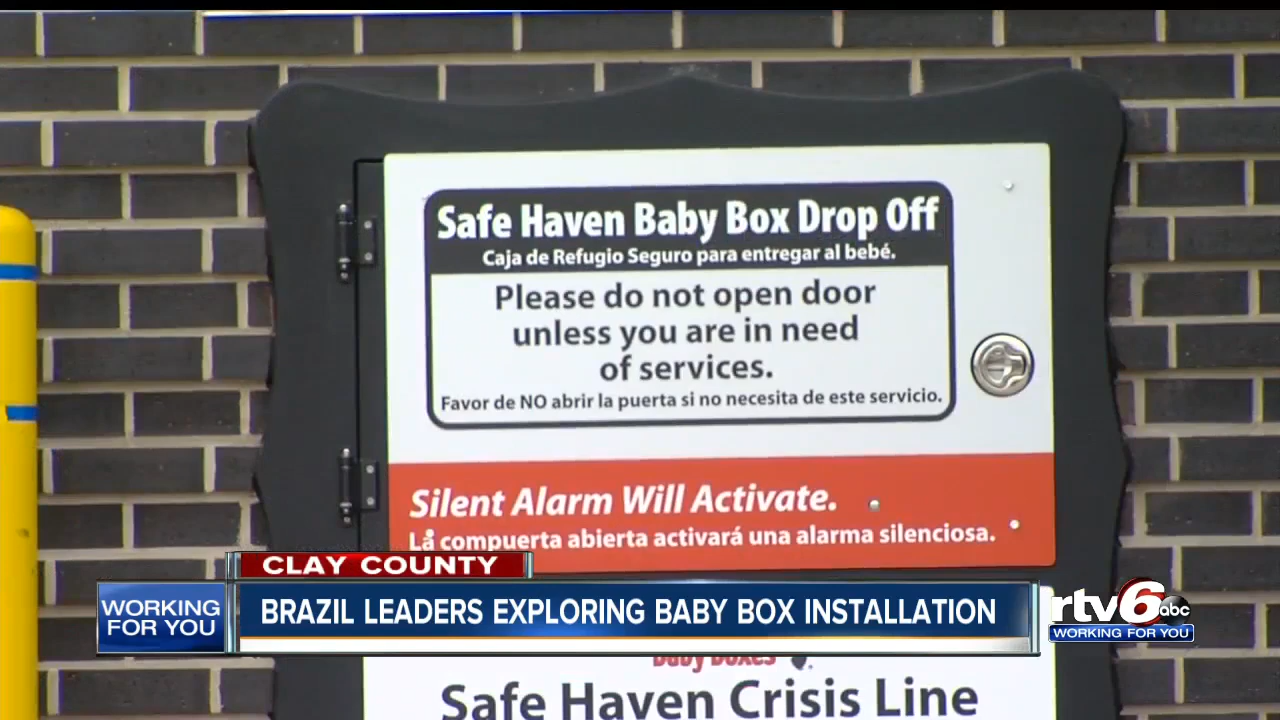 Safe Haven Baby Box Drop Off
Caja de Refugio Seguro para entregar al bebé.
Please do not open door
unless you are in need
of services.
Favor de NO abrir la puerta si no necesita de este servicio.
Silent Alarm Will Activate.
La compuerta abierta activará una alarma silenciosa.
CLAY COUNTY
WORKING
FOR YOU
BRAZIL LEADERS EXPLORING BABY BOX INSTALLATION
rtv6 abc
WORKING FOR YOU
Baby Boxes
Safe Haven Crisis Line